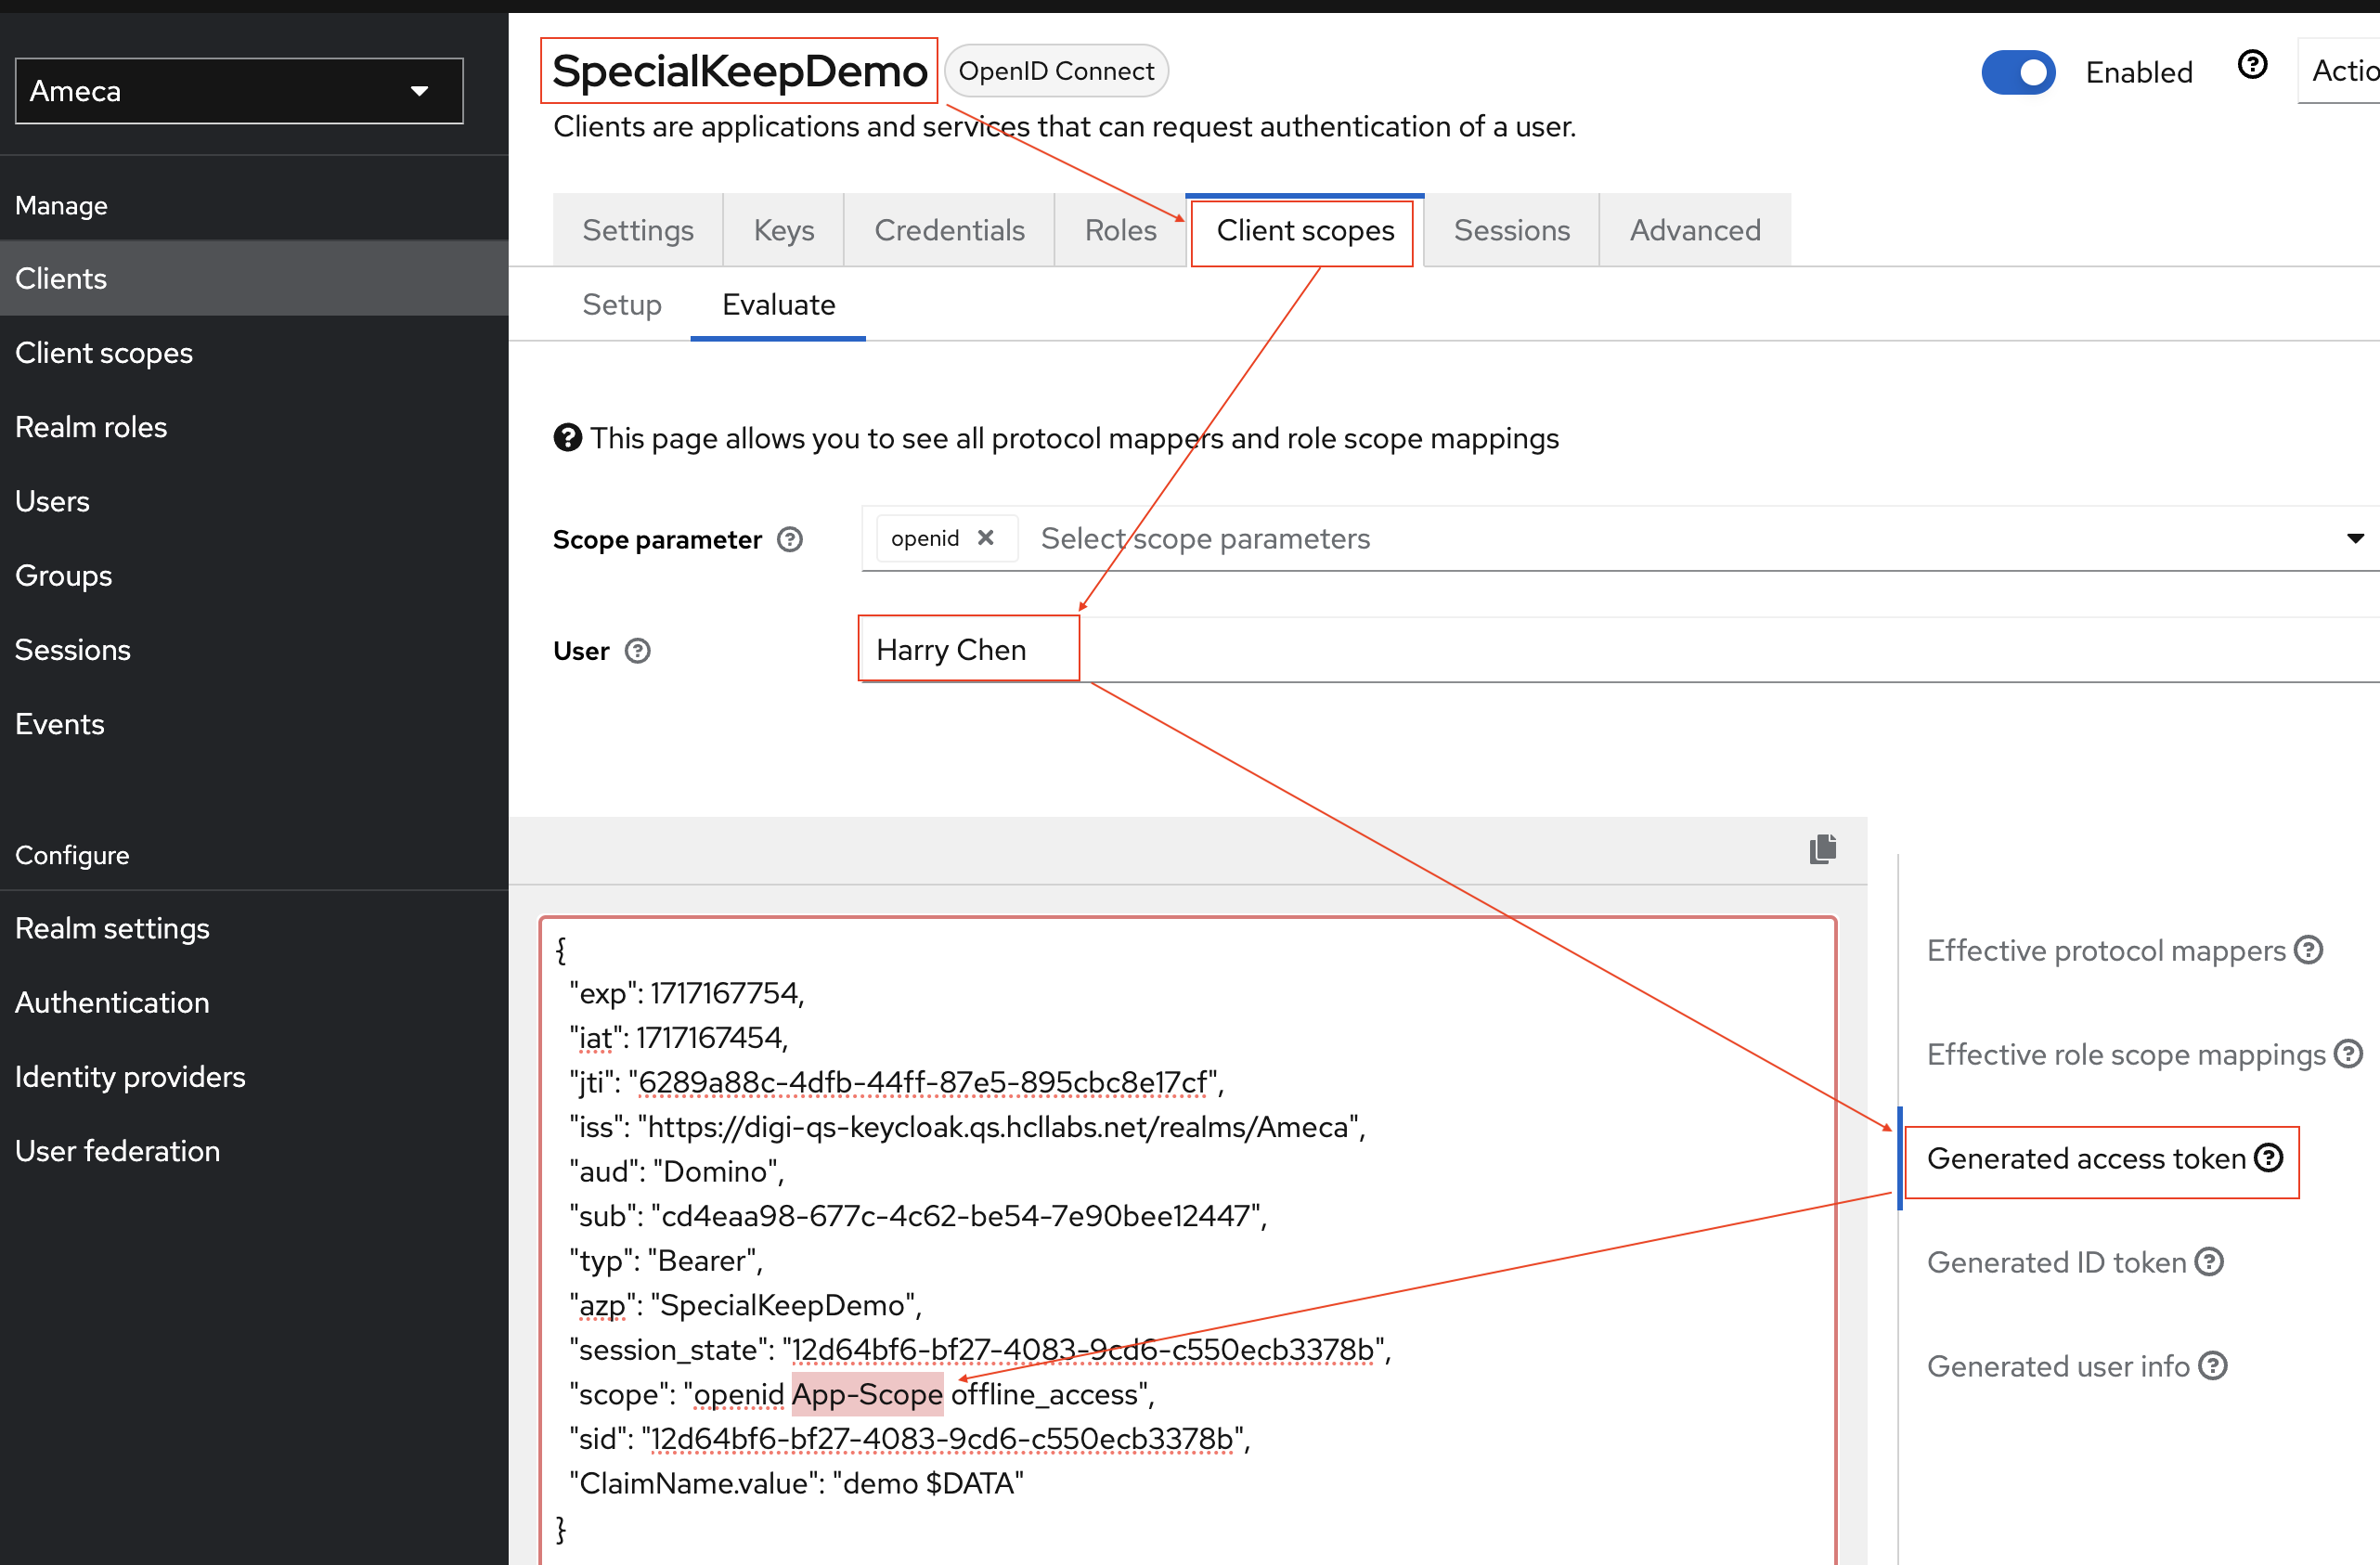 Ameca
Manage
Clients
Client scopes
Realm roles
Users
Groups
Sessions
Events
Configure
Realm settings
Authentication
Identity providers
User federation
SpecialKeepDemo OpenID Connect
Enabled
Actio
Clients are applications and services that can request authentication of a user.
Settings Keys Credentials Roles Client scopes Sessions Advanced
Setup Evaluate
This page allows you to see all protocol mappers and role scope mappings
Scope parameter openid Select scope parameters
User Harry Chen
{
"exp": 1717167754,
"iat": 1717167454,
"jti": "6289a88c-4dfb-44ff-87e5-895cbc8e17cf",
"iss": "https://digi-qs-keycloak.qs.hcllabs.net/realms/Ameca",
"aud": "Domino",
"sub": "cd4eaa98-677c-4c62-be54-7e90bee12447",
"typ": "Bearer",
"azp": "SpecialKeepDemo",
"session_state": "12d64bf6-bf27-4083-9cd6-c550ecb3378b",
"scope": "openid App-Scope offline_access",
"sid": "12d64bf6-bf27-4083-9cd6-c550ecb3378b",
"ClaimName.value": "demo $DATA"
}
Effective protocol mappers
Effective role scope mappings
Generated access token
Generated ID token
Generated user info